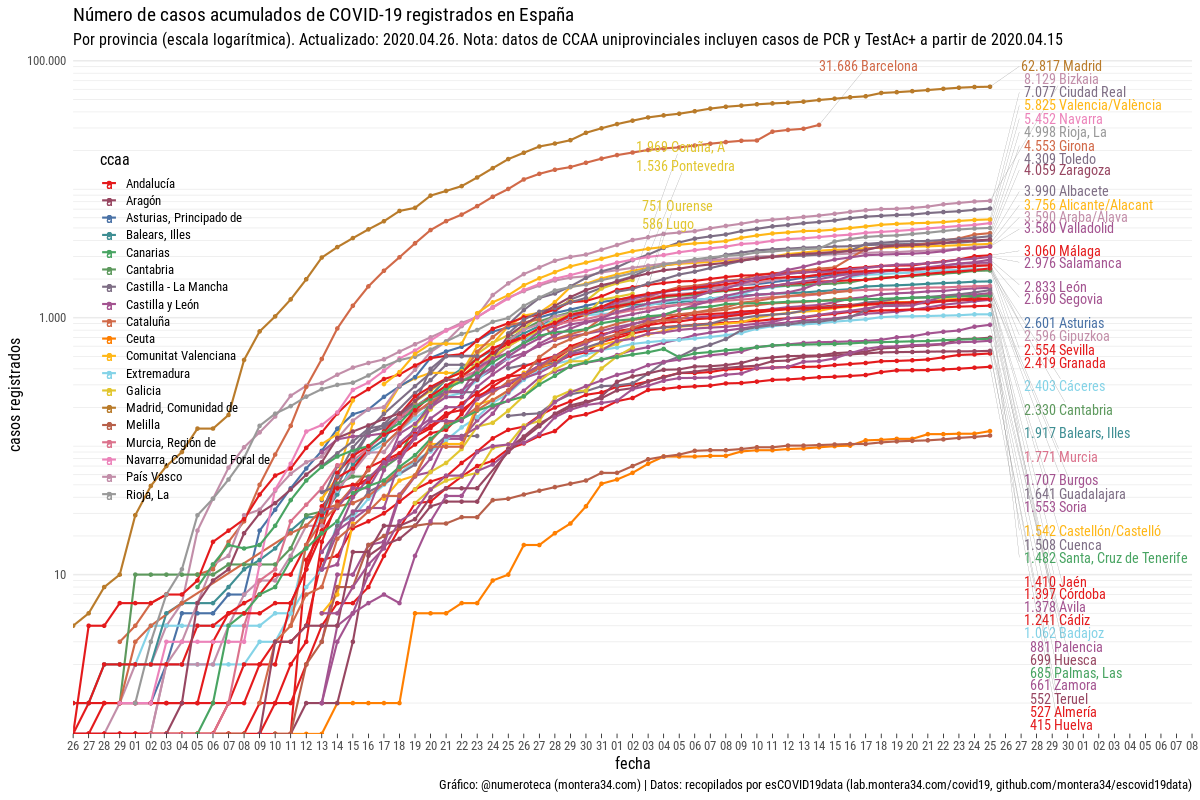 Número de casos acumulados de COVID-19 registrados en España
Por provincia (escala logarítmica). Actualizado: 2020.04.26. Nota: datos de CCAA uniprovinciales incluyen casos de PCR y TestAc+ a partir de 2020.04.15
100.000
1.000
10
casos registrados
ccaa
Andalucía
Aragón
Asturias, Principado de
Balears, Illes
Canarias
Cantabria
Castilla - La Mancha
Castilla y León
Cataluña
Ceuta
Comunitat Valenciana
Extremadura
Galicia
Madrid, Comunidad de
Melilla
Murcia, Región de
Navarra, Comunidad Foral de
País Vasco
Rioja, La
31.686 Barcelona
Coruña, A
1.536 Pontevedra
751 Ourense
586 Lugo
62.817 Madrid
8.129 Bizkaia
7.077 Ciudad Real
5.825 Valencia/València
5.452 Navarra
4.998 Rioja, La
4.553 Girona
4.309 Toledo
4.059 Zaragoza
3.990 Albacete
3.756 Alicante/Alacant
3.590 Araba/Álava
3.580 Valladolid
3.060 Málaga
2.976 Salamanca
2.833 León
2.690 Segovia
2.601 Asturias
2.596 Gipuzkoa
2.554 Sevilla
2.419 Granada
2.403 Cáceres
2.330 Cantabria
1.917 Balears, Illes
1.771 Murcia
1.707 Burgos
1.641 Guadalajara
1.553 Soria
1.542 Castellón/Castelló
1.508 Cuenca
1.482 Santa, Cruz de Tenerife
1.410 Jaén
1.397 Córdoba
1.378 Ávila
1.241 Cádiz
1.062 Badajoz
881 Palencia
699 Huesca
685 Palmas, Las
661 Zamora
552 Teruel
527 Almería
415 Huelva
26 27 28 29 01 02 03 04 05 06 07 08 09 10 11 12 13 14 15 16 17 18 19 20 21 22 23 24 25 26 27 28 29 30 31 01 02 03 04 05 06 07 08 09 10 11 12 13 14 15 16 17 18 19 20 21 22 23 24 25 26 27 28 29 30 01 02 03 04 05 06 07 08
fecha
Gráfico: @numeroteca (montera34.com) | Datos: recopilados por esCOVID19data (lab.montera34.com/covid19, github.com/montera34/escovid19data)